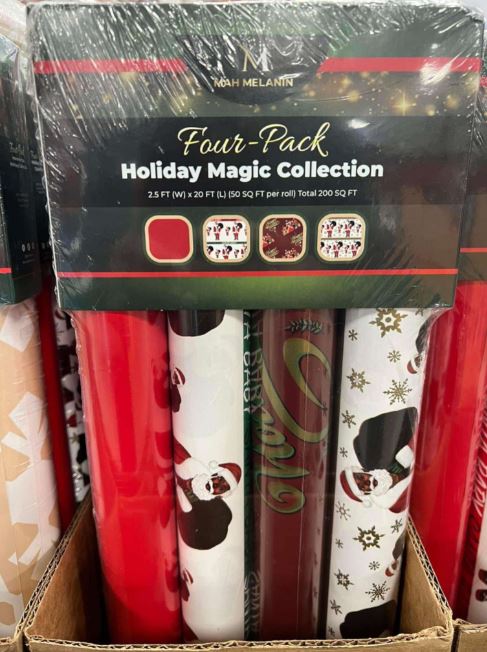 M
MAH MELANIN
Four-Pack
Holiday Magic Collection
2.5 FT (W) x 20 FT (L) (50 SQ FT per roll) Total 200 SQ FT